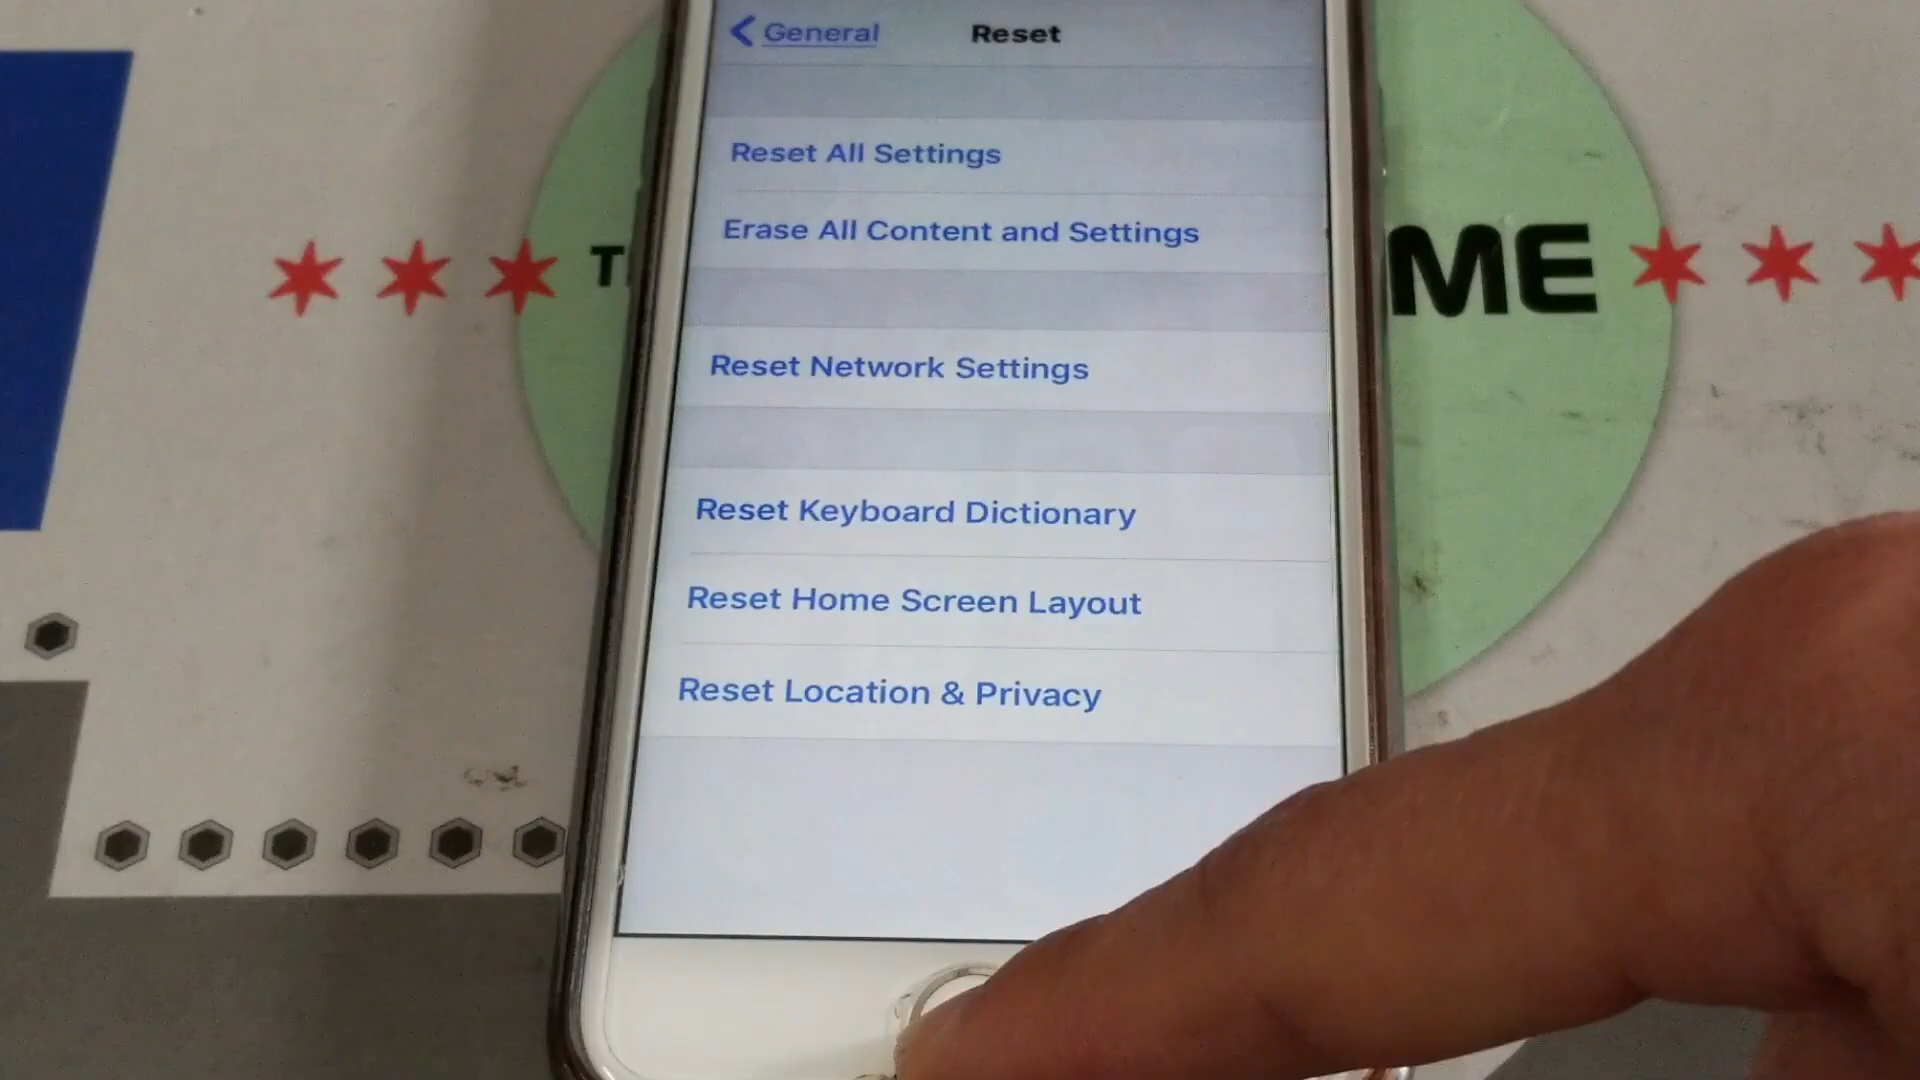 General
Reset
Reset All Settings
Erase All Content and Settings
ME
Reset Network Settings
Reset Keyboard Dictionary
Reset Home Screen Layout
Reset Location & Privacy